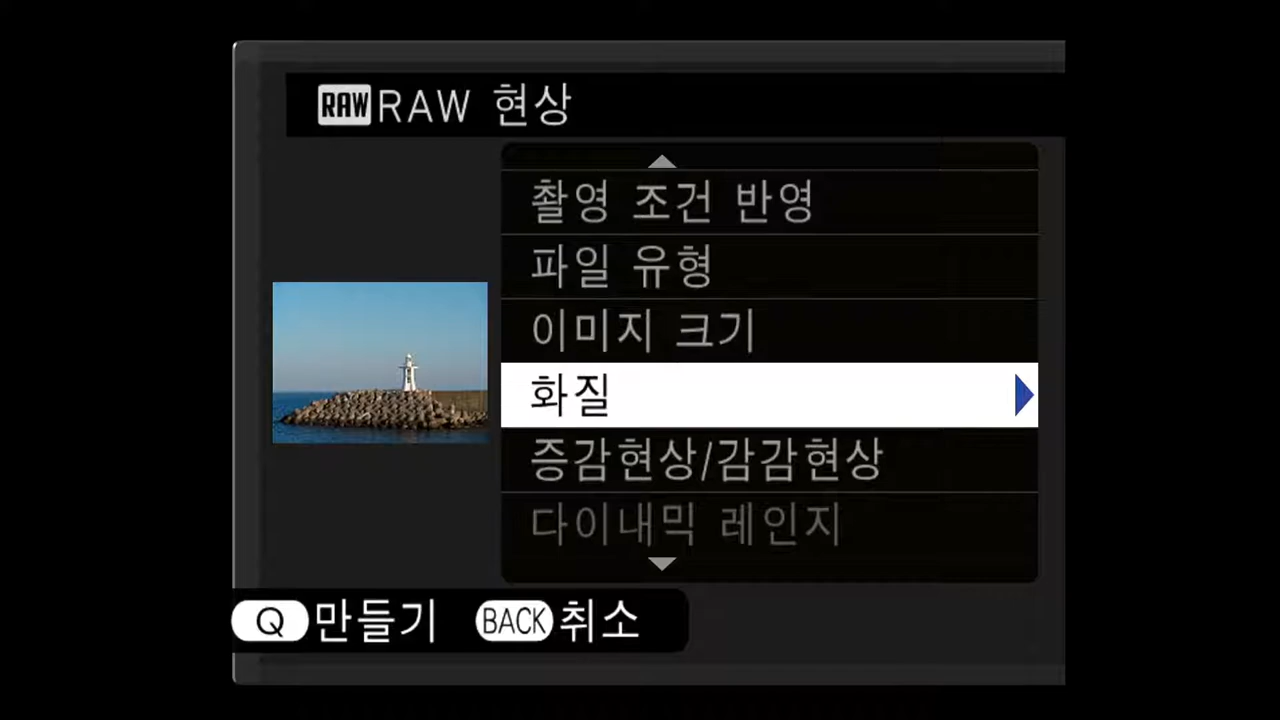 RAW RAW 현상
촬영 조건 반영
파일 유형
이미지 크기
화질
증감현상/감감현상
다이내믹 레인지
Q 만들기 BACK 취소